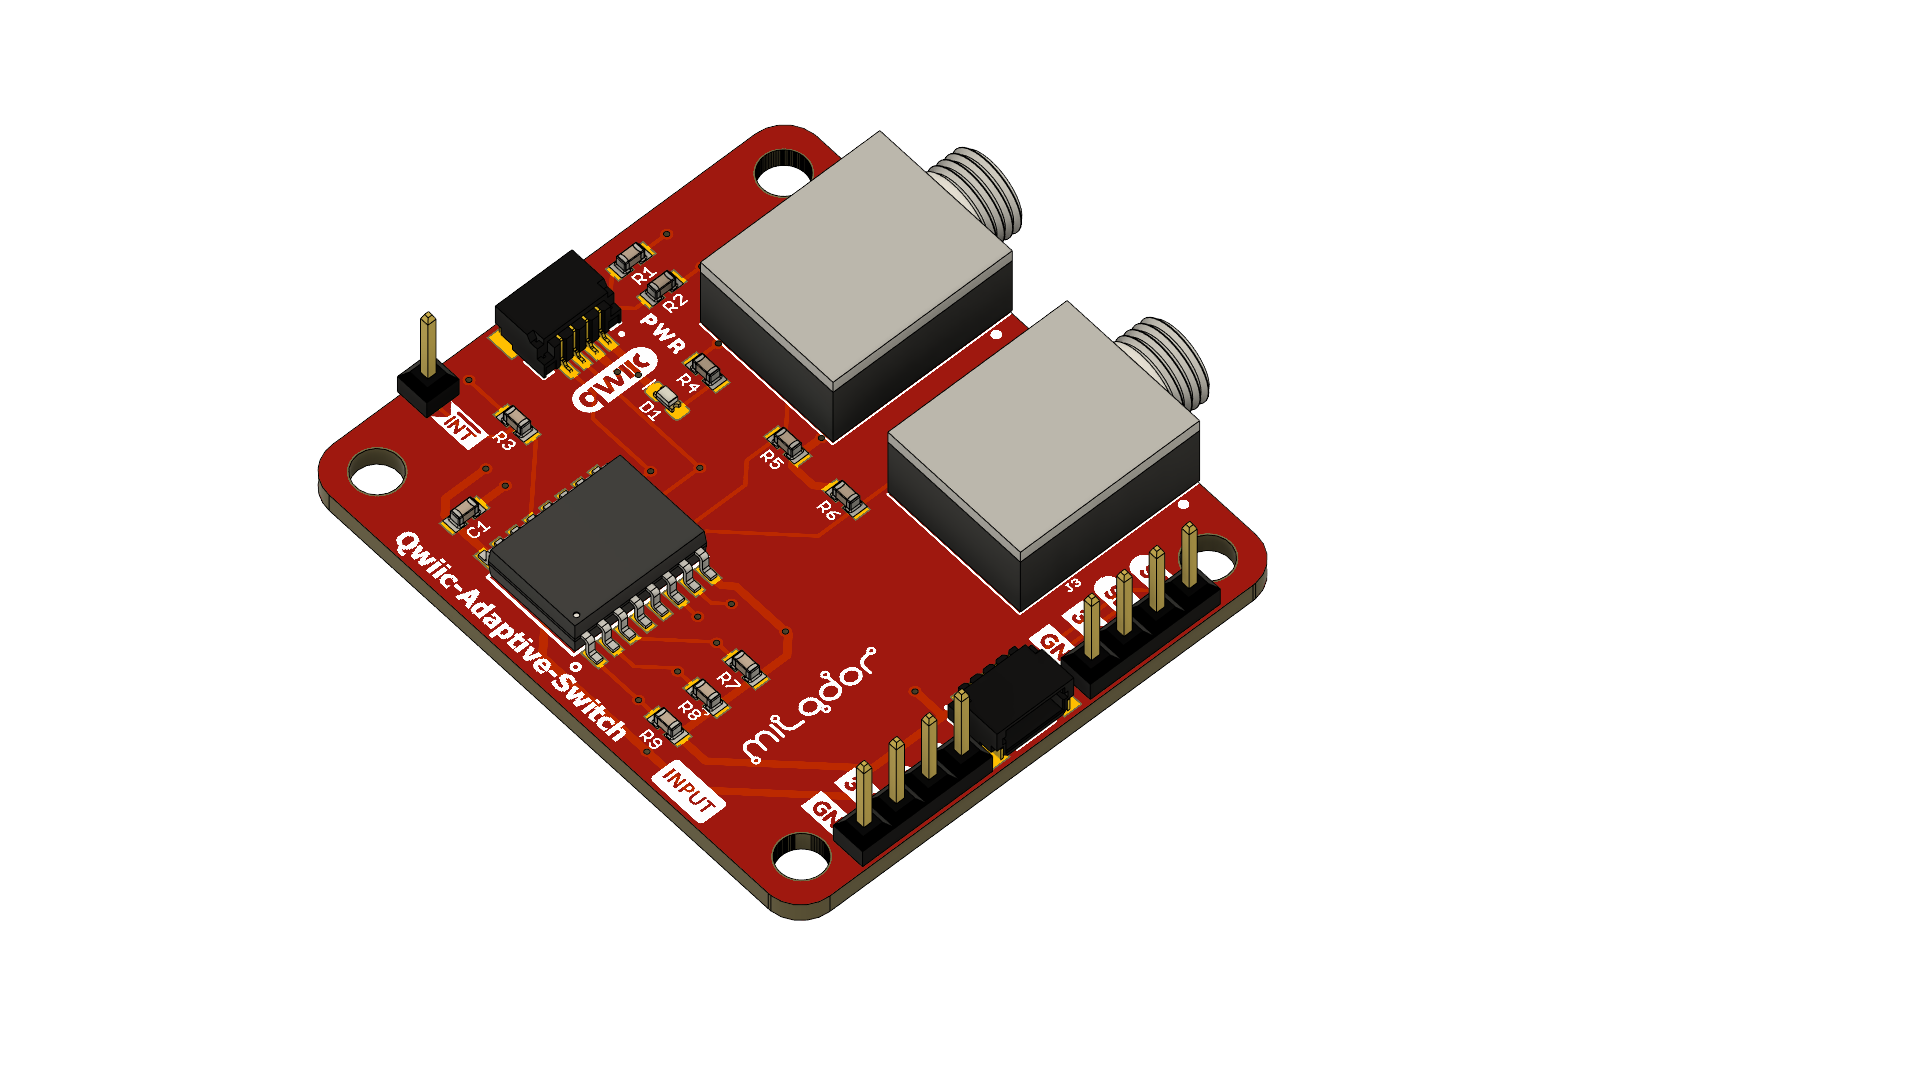 R1
R2
PWR
qwiic
R4
D1
INT
R3
R5
R6
C1
Qwiic-Adaptive-Switch
J3
R7
R8
R9
milador
INPUT